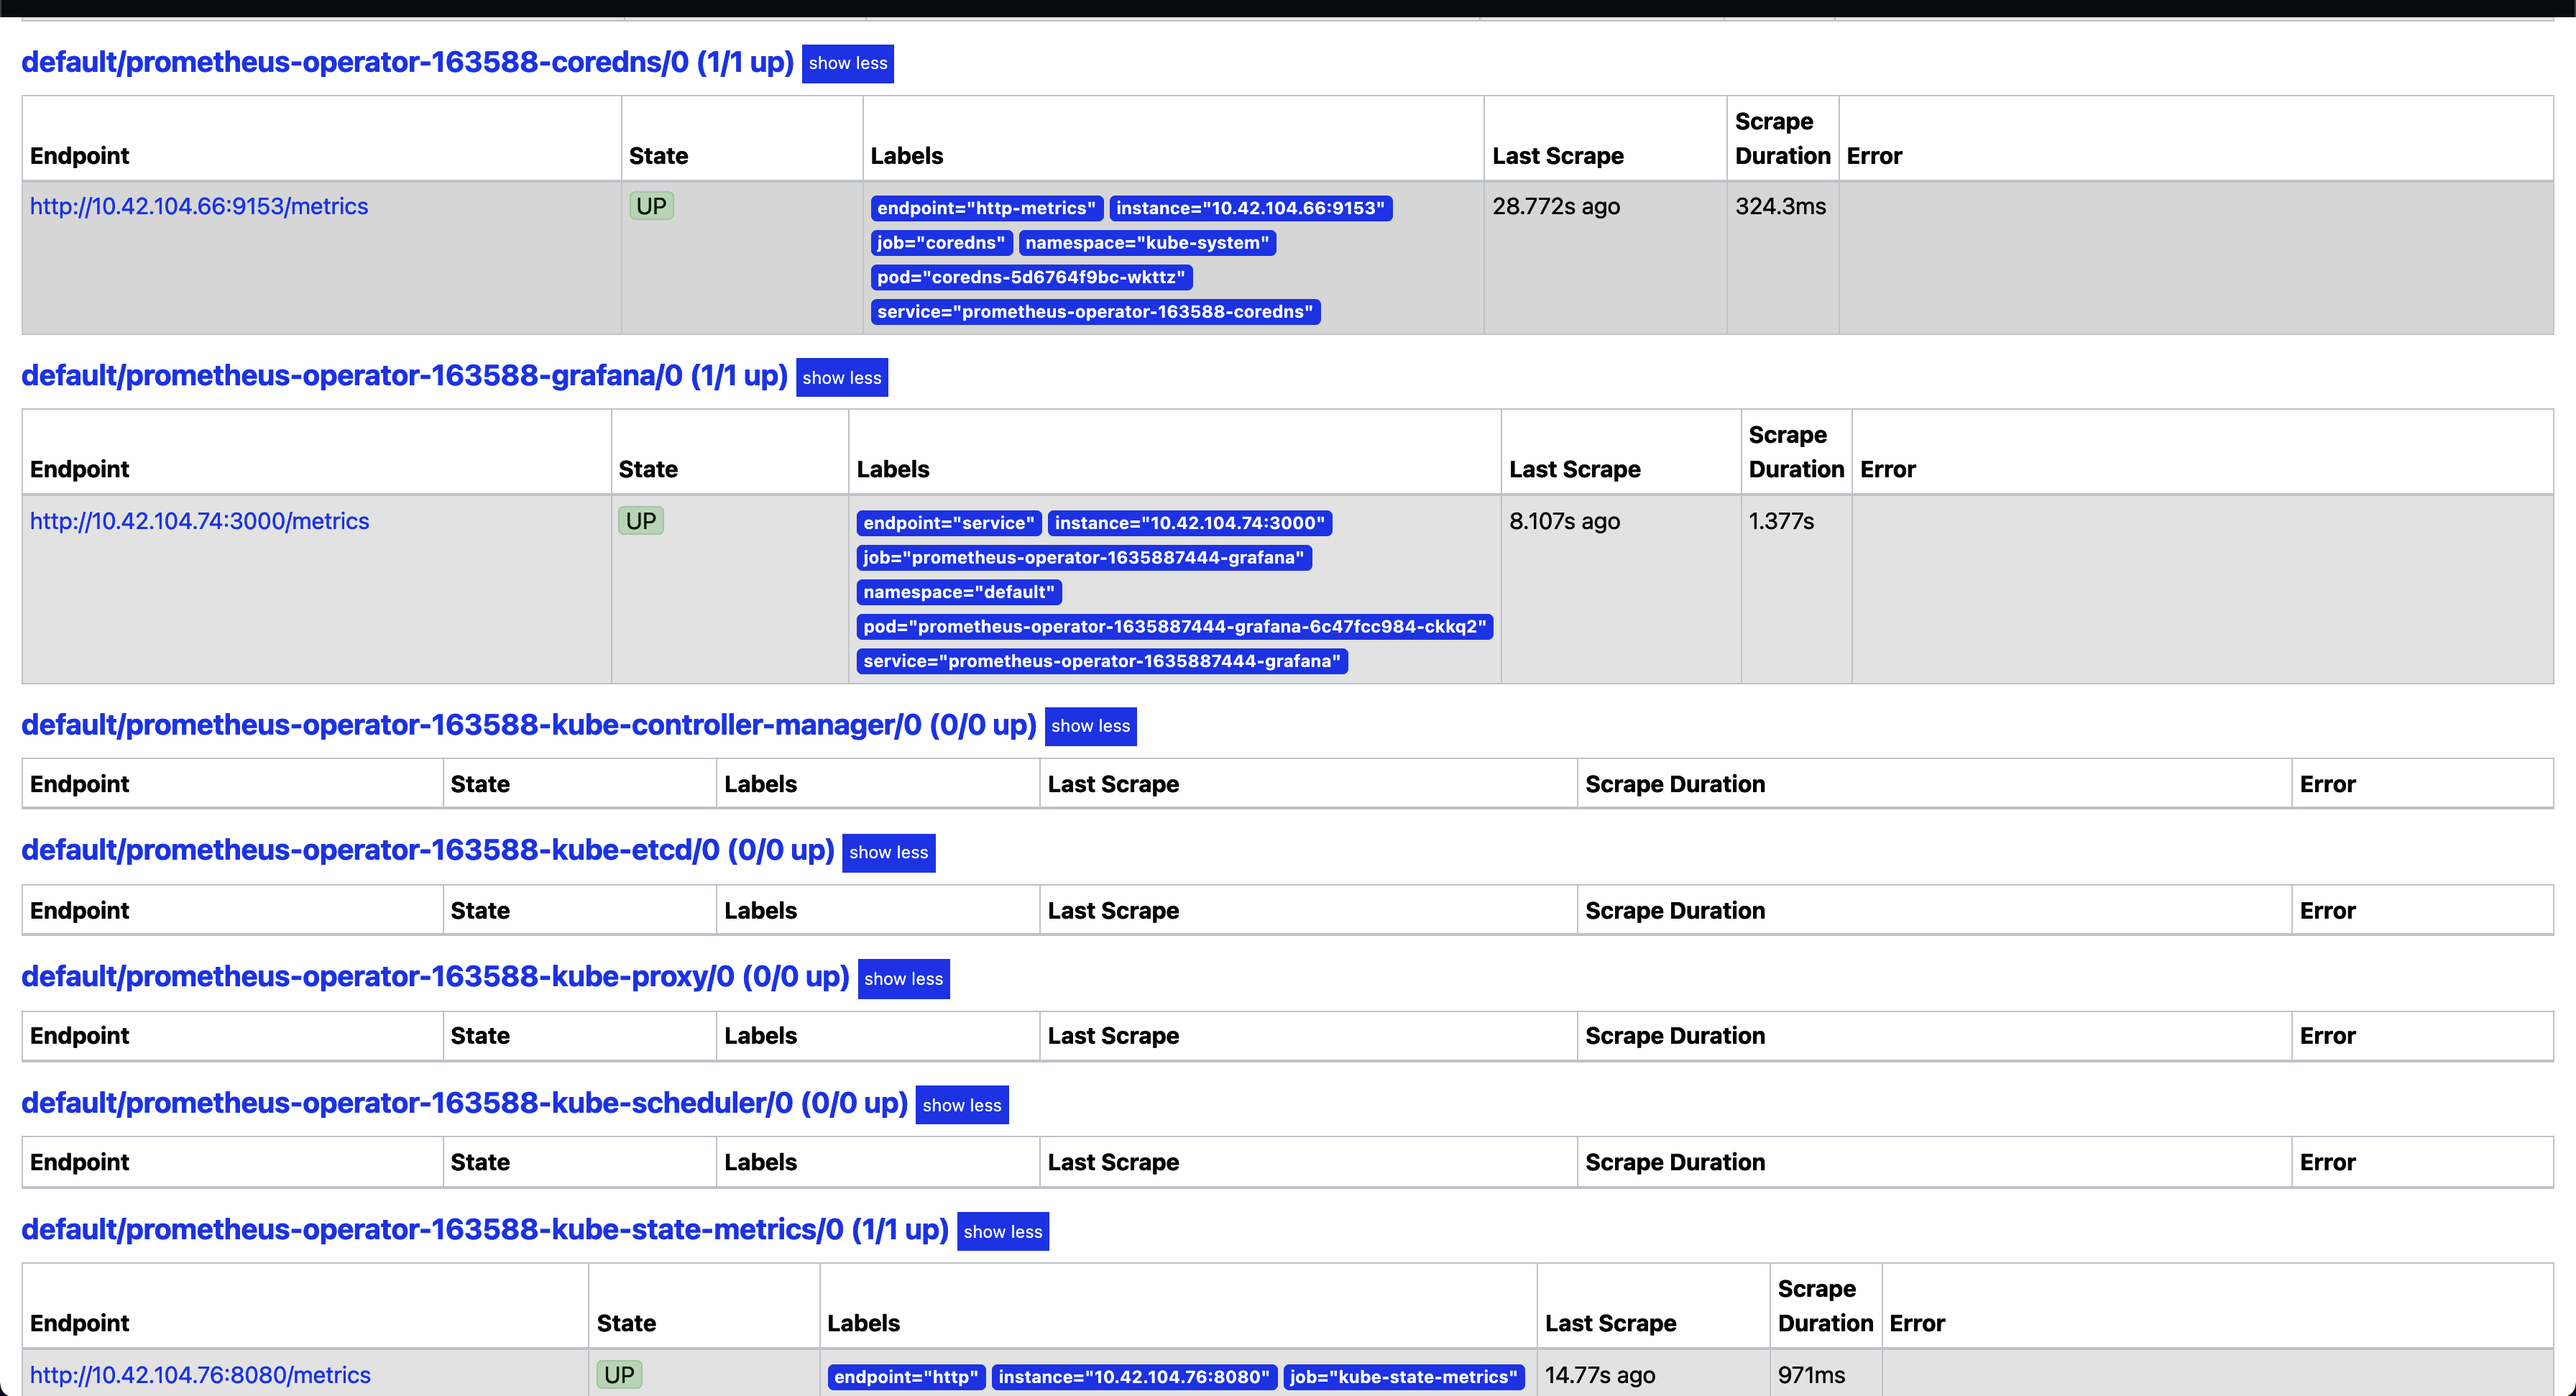 default/prometheus-operator-163588-coredns/0 (1/1 up) show less
Scrape
Endpoint State Labels Last Scrape Duration Error
http://10.42.104.66:9153/metrics UP endpoint="http-metrics" instance="10.42.104.66:9153" 28.772s ago 324.3ms
job="coredns" namespace="kube-system"
pod="coredns-5d6764f9bc-wkttz"
service="prometheus-operator-163588-coredns"
default/prometheus-operator-163588-grafana/0 (1/1 up) show less
Scrape
Endpoint State Labels Last Scrape Duration Error
http://10.42.104.74:3000/metrics UP endpoint="service" instance="10.42.104.74:3000" 8.107s ago 1.377s
job="prometheus-operator-1635887444-grafana"
namespace="default"
pod="prometheus-operator-1635887444-grafana-6c47fcc984-ckkq2"
service="prometheus-operator-1635887444-grafana"
default/prometheus-operator-163588-kube-controller-manager/0 (0/0 up) show less
Endpoint State Labels Last Scrape Scrape Duration Error
default/prometheus-operator-163588-kube-etcd/0 (0/0 up) show less
Endpoint State Labels Last Scrape Scrape Duration Error
default/prometheus-operator-163588-kube-proxy/0 (0/0 up) show less
Endpoint State Labels Last Scrape Scrape Duration Error
default/prometheus-operator-163588-kube-scheduler/0 (0/0 up) show less
Endpoint State Labels Last Scrape Scrape Duration Error
default/prometheus-operator-163588-kube-state-metrics/0 (1/1 up) show less
Scrape
Endpoint State Labels Last Scrape Duration Error
http://10.42.104.76:8080/metrics UP endpoint="http" instance="10.42.104.76:8080" job="kube-state-metrics" 14.77s ago 971ms